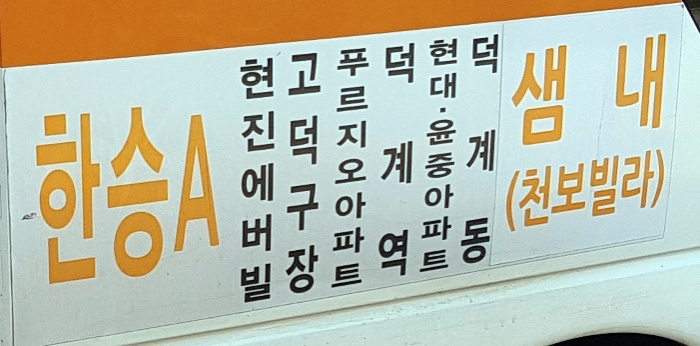 한승A
현진에버빌
고덕구장
푸르지오아파트
덕계역
현대·윤중아파트
덕계동
샘내
(천보빌라)